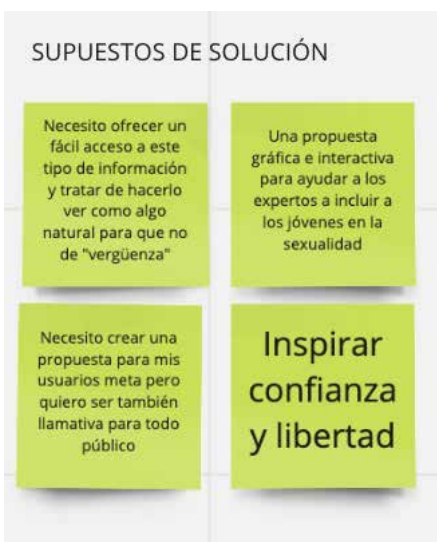 SUPUESTOS DE SOLUCIÓN
Necesito ofrecer un
fácil acceso a este
tipo de información
y tratar de hacerlo
ver como algo
natural para que no
de "vergüenza"
Una propuesta
gráfica e interactiva
para ayudar a los
expertos a incluir a
los jóvenes en la
sexualidad
Necesito crear una
propuesta para mis
usuarios meta pero
quiero ser también
llamativa para todo
público
Inspirar
confianza
y libertad